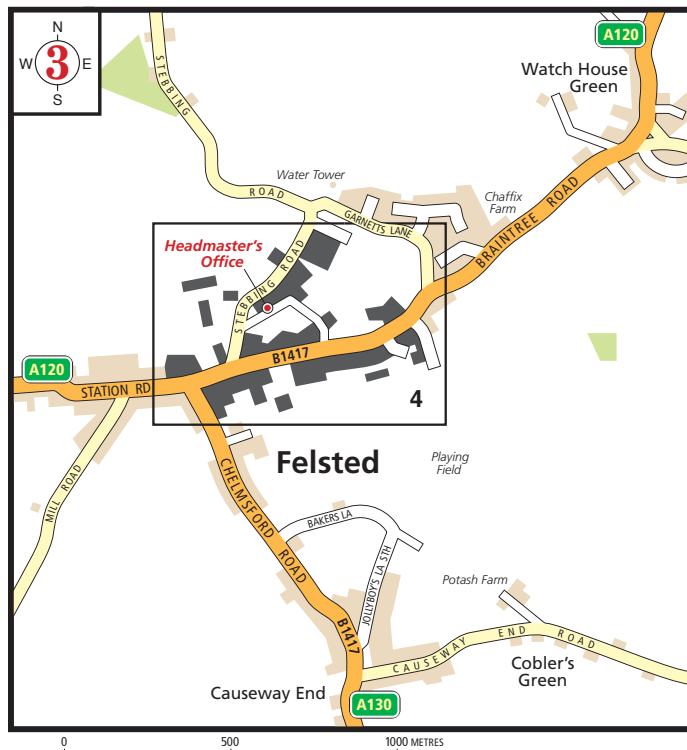 N
W 3 E
S
A120
Watch House
Green
STEBBING
ROAD
Water Tower
GARNETTS LANE
Chaffix
Farm
BRAINTREE ROAD
Headmaster's
Office
STEBBING ROAD
B1417
A120
STATION RD
4
MILL ROAD
Felsted
Playing
Field
CHELMSFORD ROAD
BAKERS LA
JOLLYBOY'S LA STH
Potash Farm
B1417
CAUSEWAY END ROAD
Cobler's
Green
Causeway End
A130
0 500 1000 METRES